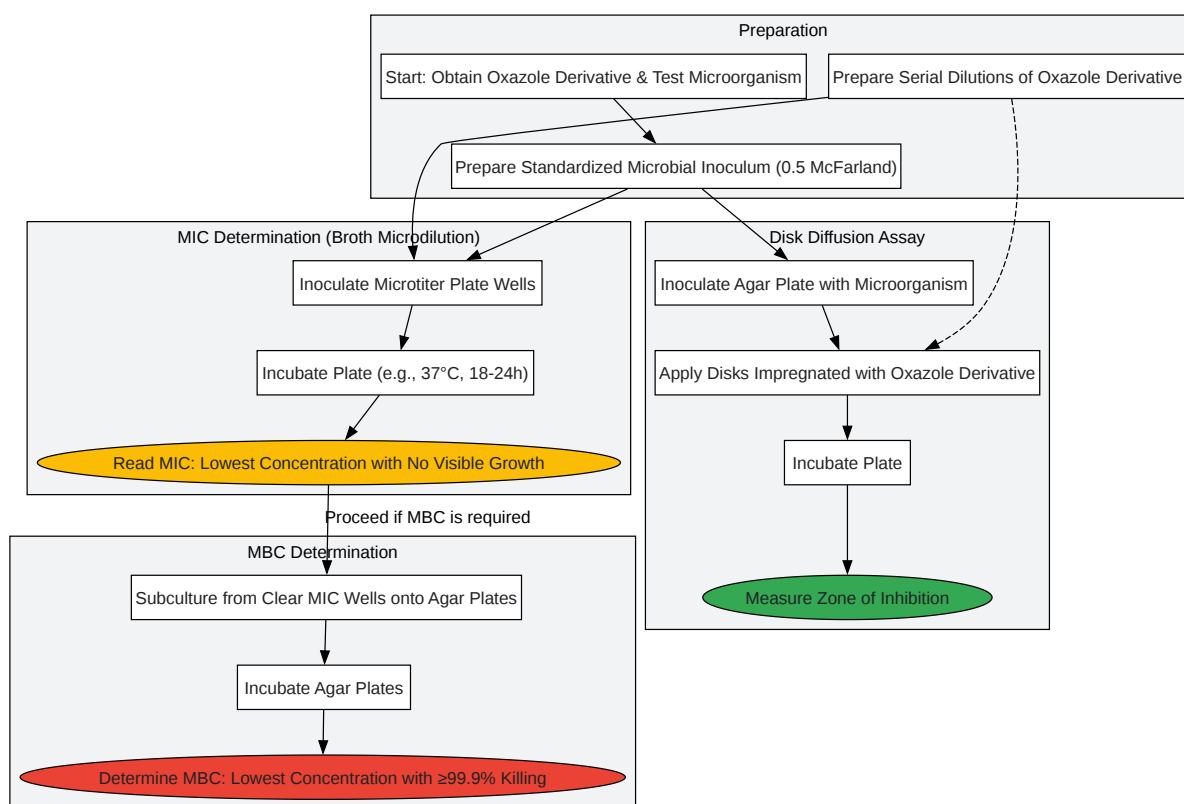 Preparation
Start: Obtain Oxazole Derivative & Test Microorganism
Prepare Serial Dilutions of Oxazole Derivative
Prepare Standardized Microbial Inoculum (0.5 McFarland)
MIC Determination (Broth Microdilution)
Inoculate Microtiter Plate Wells
Incubate Plate (e.g., 37°C, 18-24h)
Read MIC: Lowest Concentration with No Visible Growth
Proceed if MBC is required
MBC Determination
Subculture from Clear MIC Wells onto Agar Plates
Incubate Agar Plates
Determine MBC: Lowest Concentration with ≥99.9% Killing
Disk Diffusion Assay
Inoculate Agar Plate with Microorganism
Apply Disks Impregnated with Oxazole Derivative
Incubate Plate
Measure Zone of Inhibition